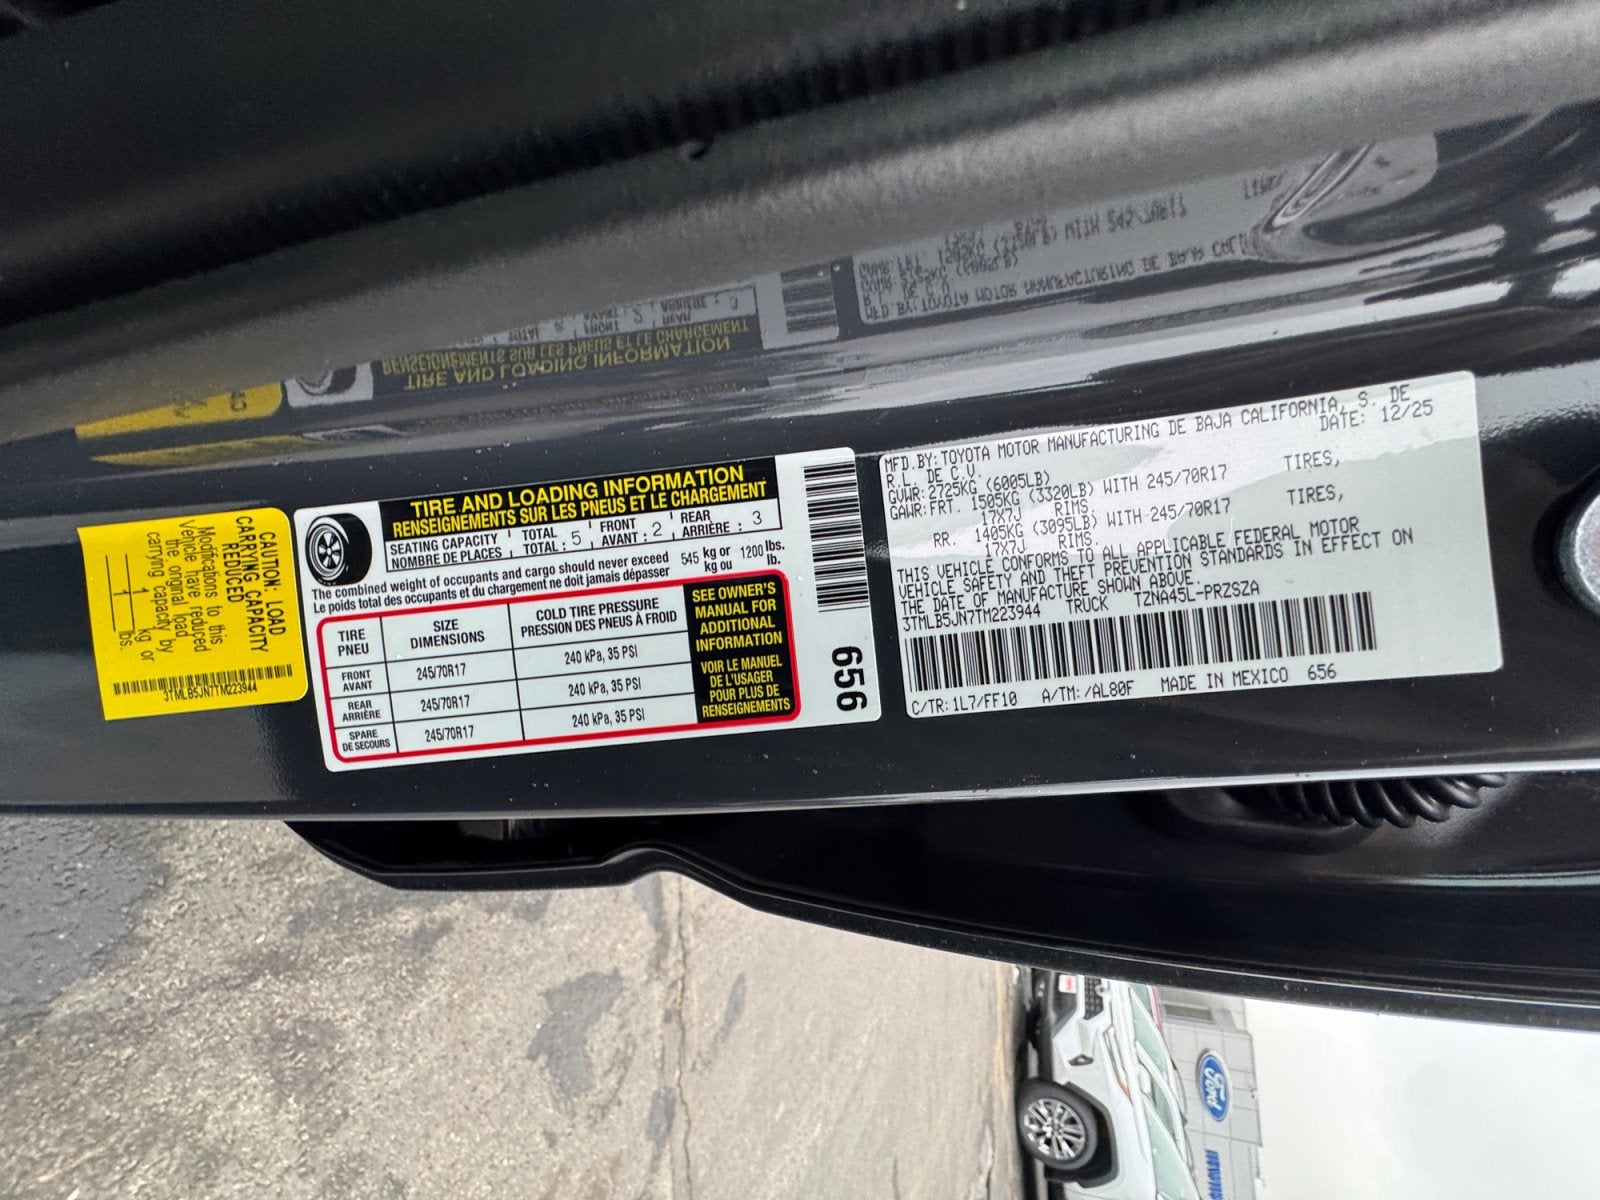 CAUTION: LOAD
CARRYING CAPACITY
REDUCED
Modifications to this
Vehicle have reduced
the original load
carrying capacity by
1 kg or
1 lbs.
3TMLB5JN7TM223944
TIRE AND LOADING INFORMATION
RENSEIGNEMENTS SUR LES PNEUS ET LE CHARGEMENT
SEATING CAPACITY TOTAL : 5 FRONT 2 REAR 3
NOMBRE DE PLACES TOTAL : AVANT : ARRIÈRE :
The combined weight of occupants and cargo should never exceed 545 kg or 1200 lbs.
Le poids total des occupants et du chargement ne doit jamais dépasser kg ou lb.
TIRE PNEU SIZE DIMENSIONS COLD TIRE PRESSURE PRESSION DES PNEUS À FROID
FRONT AVANT 245/70R17 240 kPa, 35 PSI
REAR ARRIÈRE 245/70R17 240 kPa, 35 PSI
SPARE DE SECOURS 245/70R17 240 kPa, 35 PSI
SEE OWNER'S
MANUAL FOR
ADDITIONAL
INFORMATION
VOIR LE MANUEL
DE L'USAGER
POUR PLUS DE
RENSEIGNEMENTS
656
MFD.BY:TOYOTA MOTOR MANUFACTURING DE BAJA CALIFORNIA, S. DE
R.L. DE C.V. DATE: 12/25
GVWR:2725KG (6005LB)
GAWR:FRT. 1505KG (3320LB) WITH 245/70R17 TIRES,
17X7J RIMS.
RR. 1405KG (3095LB) WITH 245/70R17 TIRES,
17X7J RIMS.
THIS VEHICLE CONFORMS TO ALL APPLICABLE FEDERAL MOTOR
VEHICLE SAFETY AND THEFT PREVENTION STANDARDS IN EFFECT ON
THE DATE OF MANUFACTURE SHOWN ABOVE.
3TMLB5JN7TM223944 TRUCK TZNA45L-PRZSZA
C/TR:1L7/FF10 A/TM:/AL80F MADE IN MEXICO 656
Ford